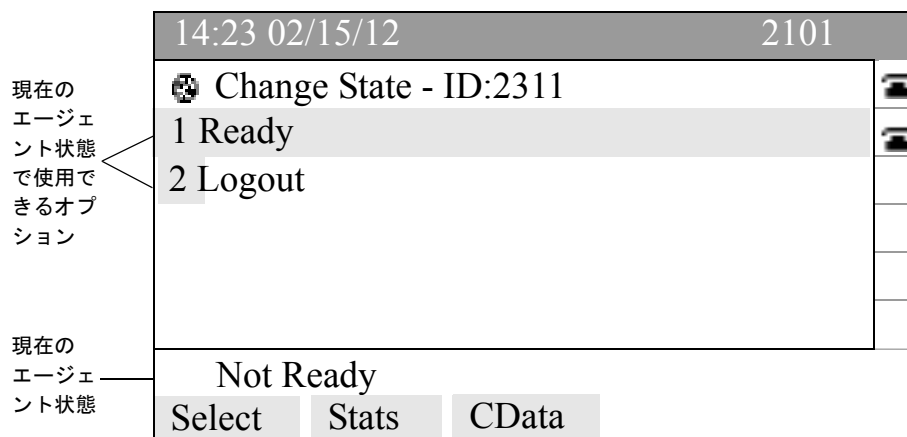 14:23 02/15/12 2101
現在の
エージェ
ント状態
で使用で
きるオプ
ション
Change State - ID:2311
1 Ready
2 Logout
現在の
エージェ
ント状態
Not Ready
Select Stats CData